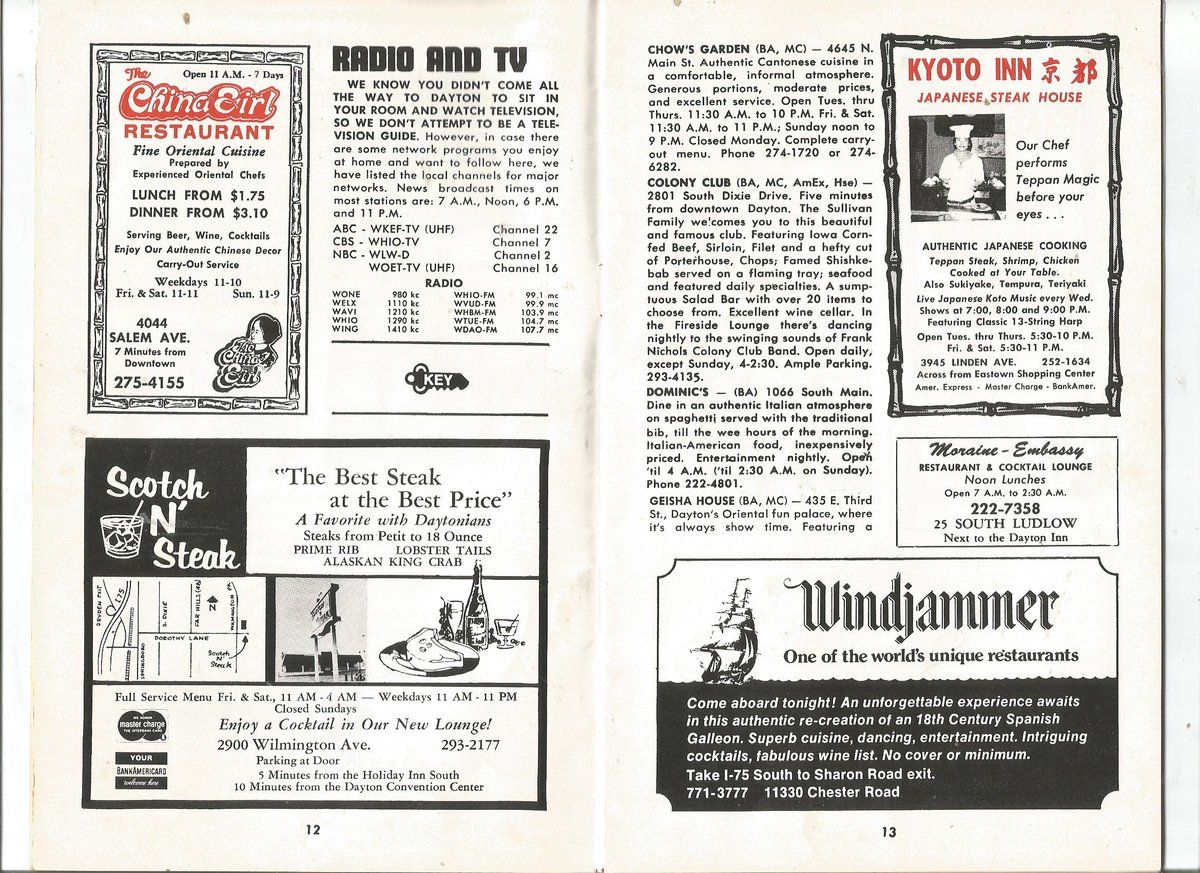 The
China Girl
Open 11 A.M. - 7 Days
RESTAURANT
Fine Oriental Cuisine
Prepared by
Experienced Oriental Chefs
LUNCH FROM $1.75
DINNER FROM $3.10
Serving Beer, Wine, Cocktails
Enjoy Our Authentic Chinese Decor
Carry-Out Service
Weekdays 11-10
Fri. & Sat. 11-11 Sun. 11-9
4044
SALEM AVE.
7 Minutes from
Downtown
275-4155
The
China
Girl
RADIO AND TV
WE KNOW YOU DIDN'T COME ALL
THE WAY TO DAYTON TO SIT IN
YOUR ROOM AND WATCH TELEVISION,
SO WE DON'T ATTEMPT TO BE A TELE-
VISION GUIDE. However, in case there
are some network programs you enjoy
at home and want to follow here, we
have listed the local channels for major
networks. News broadcast times on
most stations are: 7 A.M., Noon, 6 P.M.
and 11 P.M.
ABC - WKEF-TV (UHF) Channel 22
CBS - WHIO-TV Channel 7
NBC - WLW-D Channel 2
WOET-TV (UHF) Channel 16
RADIO
WONE 980 kc WHIO-FM 99.1 mc
WELX 1110 kc WVUD-FM 99.9 mc
WAVI 1210 kc WHBM-FM 103.9 mc
WHIO 1290 kc WTUE-FM 104.7 mc
WING 1410 kc WDAO-FM 107.7 mc
KEY
Scotch
N'
Steak
"The Best Steak
at the Best Price"
A Favorite with Daytonians
Steaks from Petit to 18 Ounce
PRIME RIB LOBSTER TAILS
ALASKAN KING CRAB
DRYDEN EXIT
I 75
SPRINGBORO
S. DIXIE
FAR HILLS (48)
N
WILMINGTON PK.
DOROTHY LANE
Scotch
N'
Steak
Full Service Menu Fri. & Sat., 11 AM - 4 AM — Weekdays 11 AM - 11 PM
Closed Sundays
WE HONOR
master charge
THE INTERBANK CARD
YOUR
BANKAMERICARD
welcome here
Enjoy a Cocktail in Our New Lounge!
2900 Wilmington Ave. 293-2177
Parking at Door
5 Minutes from the Holiday Inn South
10 Minutes from the Dayton Convention Center
12
CHOW'S GARDEN (BA, MC) — 4645 N.
Main St. Authentic Cantonese cuisine in
a comfortable, informal atmosphere.
Generous portions, moderate prices,
and excellent service. Open Tues. thru
Thurs. 11:30 A.M. to 10 P.M. Fri. & Sat.
11:30 A.M. to 11 P.M.; Sunday noon to
9 P.M. Closed Monday. Complete carry-
out menu. Phone 274-1720 or 274-
6282.
COLONY CLUB (BA, MC, AmEx, Hse) —
2801 South Dixie Drive. Five minutes
from downtown Dayton. The Sullivan
Family welcomes you to this beautiful
and famous club. Featuring Iowa Corn-
fed Beef, Sirloin, Filet and a hefty cut
of Porterhouse, Chops; Famed Shishke-
bab served on a flaming tray; seafood
and featured daily specialties. A sump-
tuous Salad Bar with over 20 items to
choose from. Excellent wine cellar. In
the Fireside Lounge there's dancing
nightly to the swinging sounds of Frank
Nichols Colony Club Band. Open daily,
except Sunday, 4-2:30. Ample Parking.
293-4135.
DOMINIC'S — (BA) 1066 South Main.
Dine in an authentic Italian atmosphere
on spaghetti served with the traditional
bib, till the wee hours of the morning.
Italian-American food, inexpensively
priced. Entertainment nightly. Open
'til 4 A.M. ('til 2:30 A.M. on Sunday).
Phone 222-4801.
GEISHA HOUSE (BA, MC) — 435 E. Third
St., Dayton's Oriental fun palace, where
it's always show time. Featuring a
KYOTO INN 京都
JAPANESE STEAK HOUSE
Our Chef
performs
Teppan Magic
before your
eyes . . .
AUTHENTIC JAPANESE COOKING
Teppan Steak, Shrimp, Chicken
Cooked at Your Table.
Also Sukiyake, Tempura, Teriyaki
Live Japanese Koto Music every Wed.
Shows at 7:00, 8:00 and 9:00 P.M.
Featuring Classic 13-String Harp
Open Tues. thru Thurs. 5:30-10 P.M.
Fri. & Sat. 5:30-11 P.M.
3945 LINDEN AVE. 252-1634
Across from Eastown Shopping Center
Amer. Express - Master Charge - BankAmer.
Moraine - Embassy
RESTAURANT & COCKTAIL LOUNGE
Noon Lunches
Open 7 A.M. to 2:30 A.M.
222-7358
25 SOUTH LUDLOW
Next to the Dayton Inn
Windjammer
One of the world's unique restaurants
Come aboard tonight! An unforgettable experience awaits
in this authentic re-creation of an 18th Century Spanish
Galleon. Superb cuisine, dancing, entertainment. Intriguing
cocktails, fabulous wine list. No cover or minimum.
Take I-75 South to Sharon Road exit.
771-3777 11330 Chester Road
13